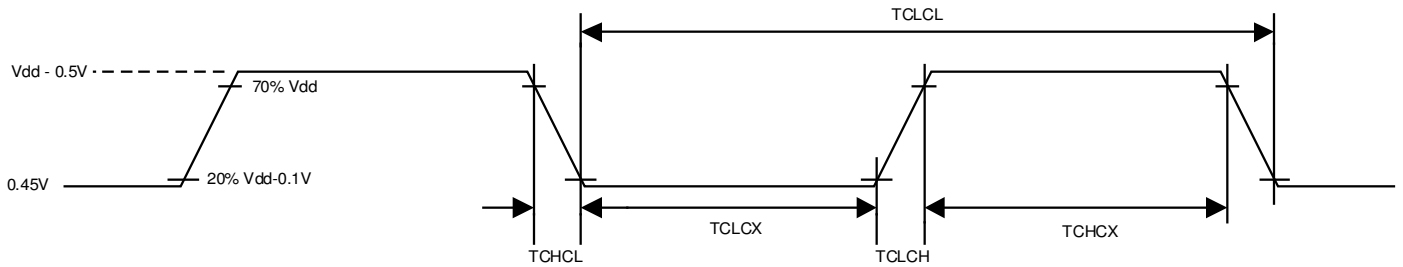 TCLCL
Vdd - 0.5V
70% Vdd
0.45V
20% Vdd-0.1V
TCLCX
TCHCX
TCHCL
TCLCH